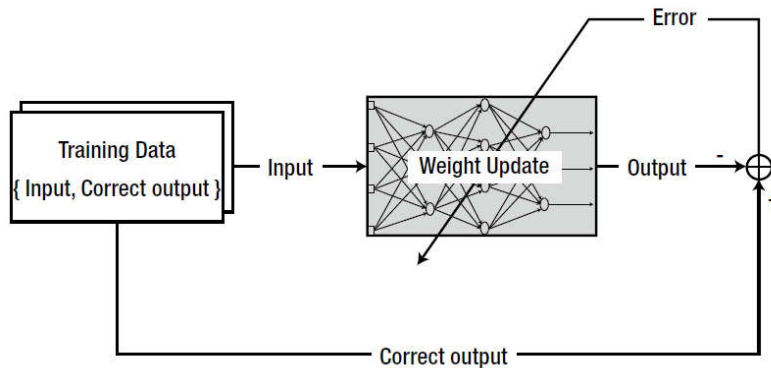 Error
Training Data
{ Input, Correct output }
Input
Weight Update
Output
-
+
Correct output